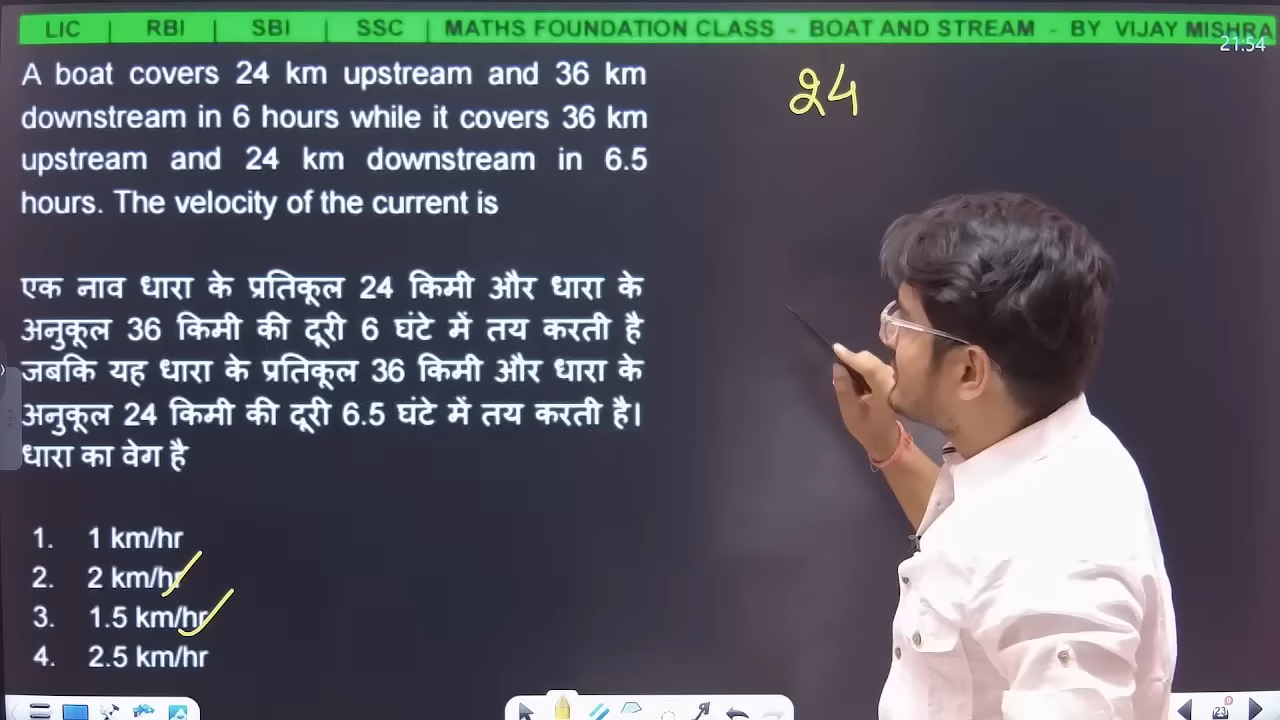 LIC | RBI | SBI | SSC | MATHS FOUNDATION CLASS - BOAT AND STREAM - BY VIJAY MISHRA
21:54
A boat covers 24 km upstream and 36 km
downstream in 6 hours while it covers 36 km
upstream and 24 km downstream in 6.5
hours. The velocity of the current is
24
एक नाव धारा के प्रतिकूल 24 किमी और धारा के
अनुकूल 36 किमी की दूरी 6 घंटे में तय करती है
जबकि यह धारा के प्रतिकूल 36 किमी और धारा के
अनुकूल 24 किमी की दूरी 6.5 घंटे में तय करती है।
धारा का वेग है
1. 1 km/hr
2. 2 km/hr
3. 1.5 km/hr
4. 2.5 km/hr
23